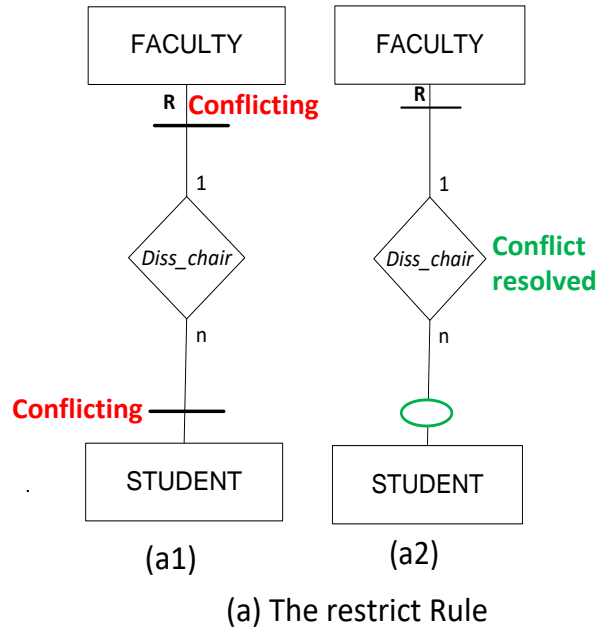 FACULTY
R
Conflicting
1
Diss_chair
n
Conflicting
STUDENT
.
(a1)
FACULTY
R
1
Diss_chair
Conflict
resolved
n
STUDENT
(a2)
(a) The restrict Rule